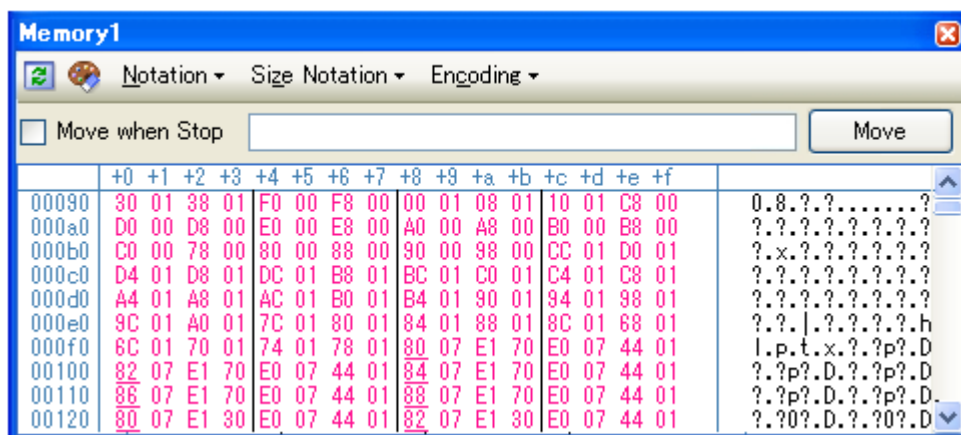 Memory1
Notation Size Notation Encoding
Move when Stop Move
+0 +1 +2 +3 +4 +5 +6 +7 +8 +9 +a +b +c +d +e +f
00090 30 01 38 01 F0 00 F8 00 00 01 08 01 10 01 C8 00 0.8.?.?.......?
000a0 D0 00 D8 00 E0 00 E8 00 A0 00 A8 00 B0 00 B8 00 ?.?.?.?.?.?.?.?
000b0 C0 00 78 00 80 00 88 00 90 00 98 00 CC 01 D0 01 ?.x.?.?.?.?.?.?
000c0 D4 01 D8 01 DC 01 B8 01 BC 01 C0 01 C4 01 C8 01 ?.?.?.?.?.?.?.?
000d0 A4 01 A8 01 AC 01 B0 01 B4 01 90 01 94 01 98 01 ?.?.?.?.?.?.?.?
000e0 9C 01 A0 01 7C 01 80 01 84 01 88 01 8C 01 68 01 ?.?.|.?.?.?.?.h
000f0 6C 01 70 01 74 01 78 01 80 07 E1 70 E0 07 44 01 l.p.t.x.?.?p?.D
00100 82 07 E1 70 E0 07 44 01 84 07 E1 70 E0 07 44 01 ?.?p?.D.?.?p?.D
00110 86 07 E1 70 E0 07 44 01 88 07 E1 70 E0 07 44 01 ?.?p?.D.?.?p?.D.
00120 80 07 E1 30 E0 07 44 01 82 07 E1 30 E0 07 44 01 ?.?0?.D.?.?0?.D